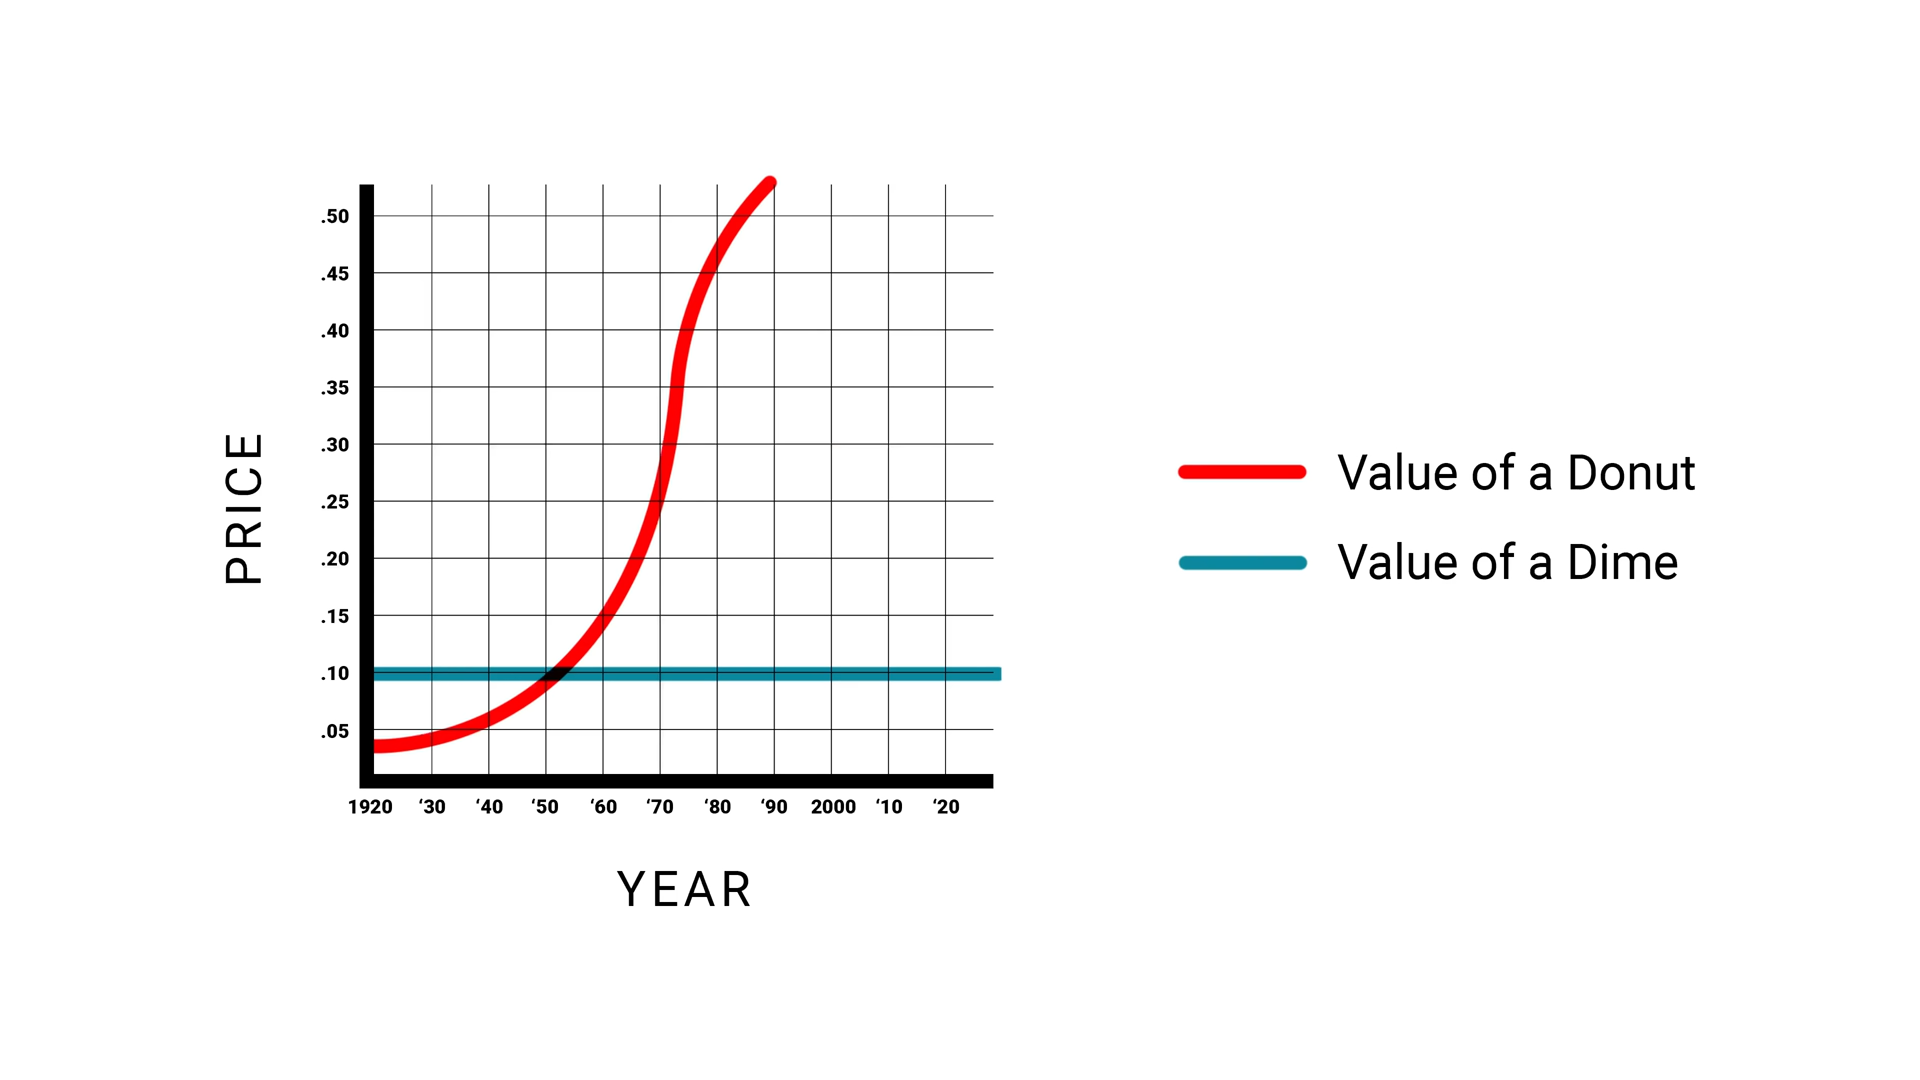 .50
.45
.40
.35
.30
.25
.20
.15
.10
.05
PRICE
1920 ‘30 ‘40 ‘50 ‘60 ‘70 ‘80 ‘90 2000 ‘10 ‘20
YEAR
Value of a Donut
Value of a Dime